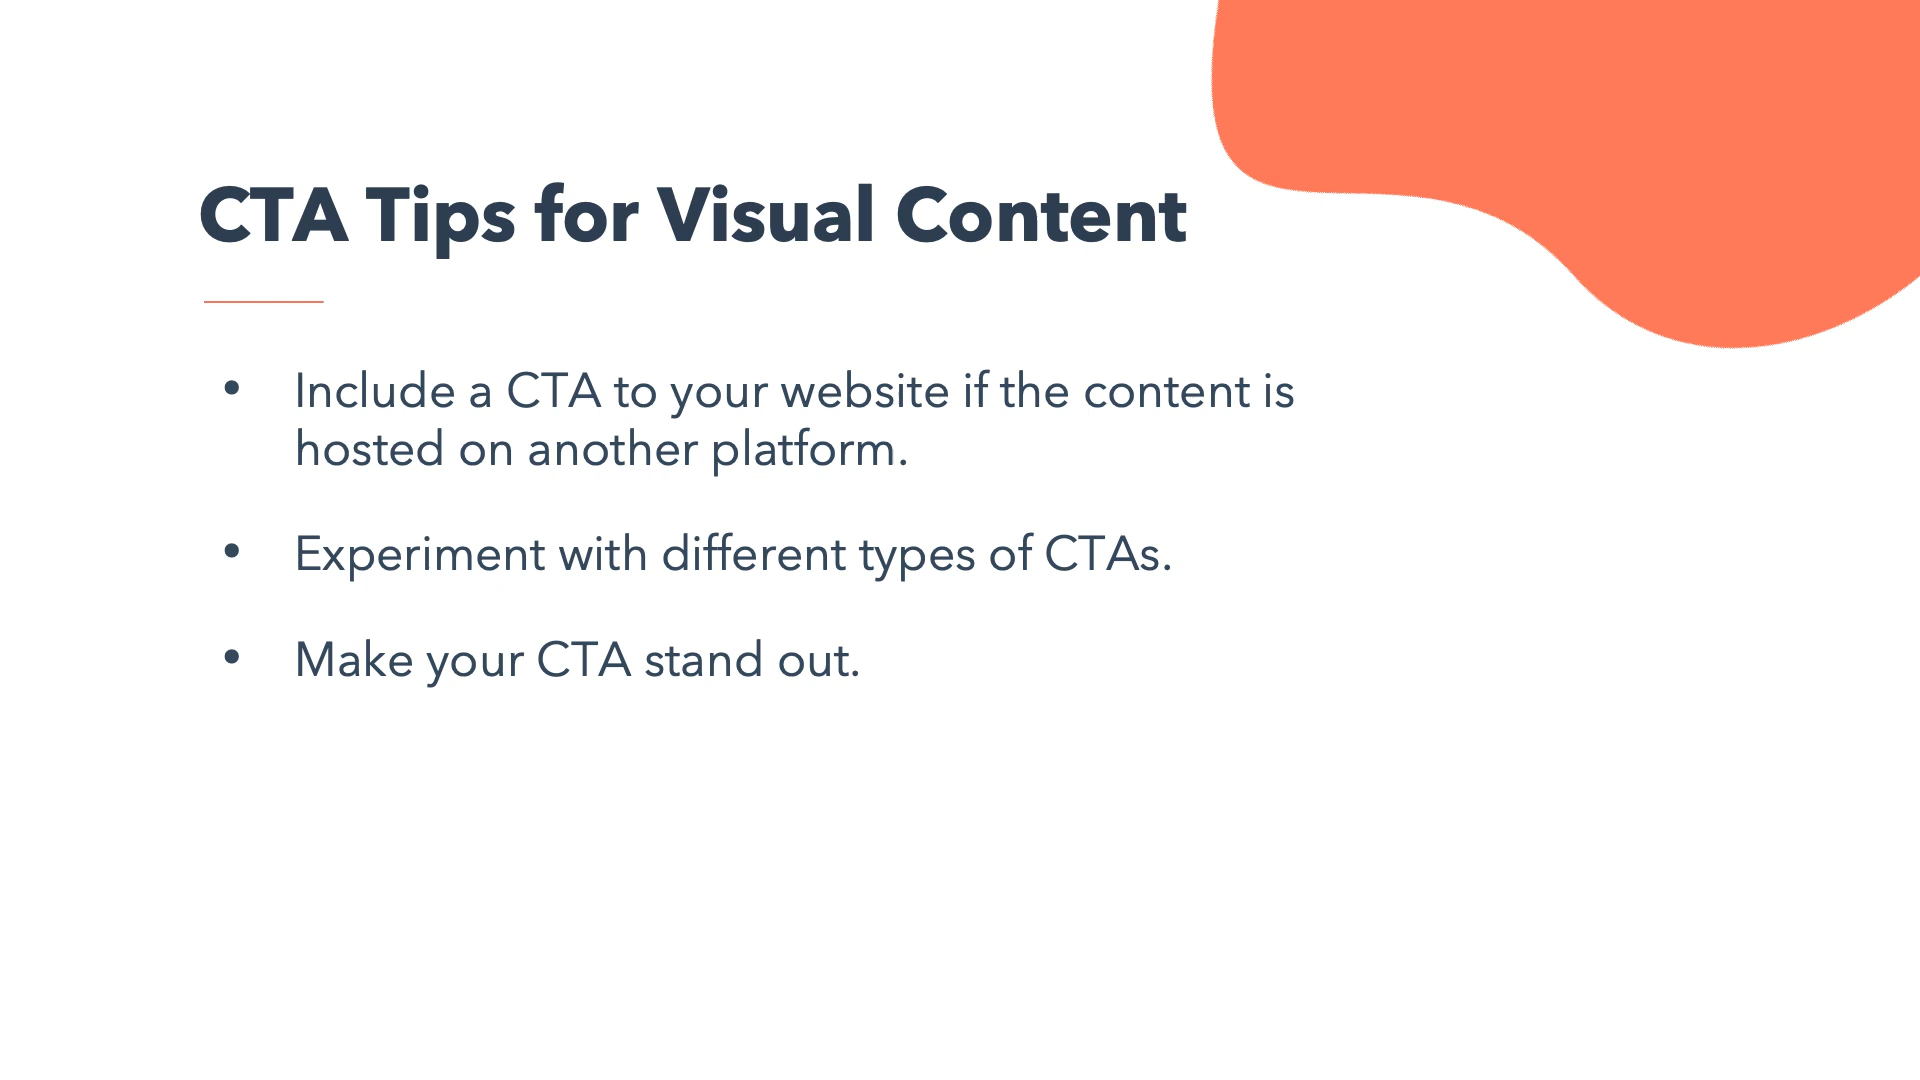 CTA Tips for Visual Content
• Include a CTA to your website if the content is
hosted on another platform.
• Experiment with different types of CTAs.
• Make your CTA stand out.